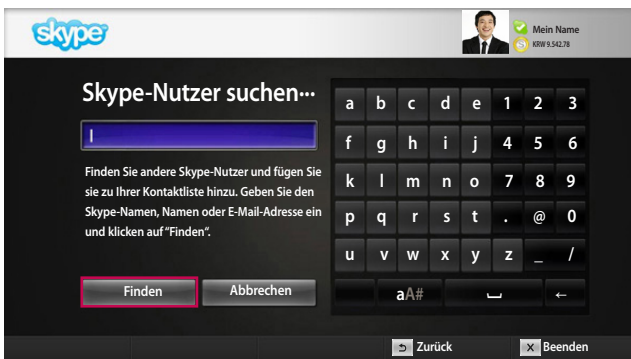 skype
Mein Name
KRW 9.542.78
Skype-Nutzer suchen...
Finden Sie andere Skype-Nutzer und fügen Sie
sie zu Ihrer Kontaktliste hinzu. Geben Sie den
Skype-Namen, Namen oder E-Mail-Adresse ein
und klicken auf "Finden".
Finden Abbrechen
a b c d e 1 2 3
f g h i j 4 5 6
k l m n o 7 8 9
p q r s t . @ 0
u v w x y z _ /
aA# ⌴ ←
Zurück X Beenden